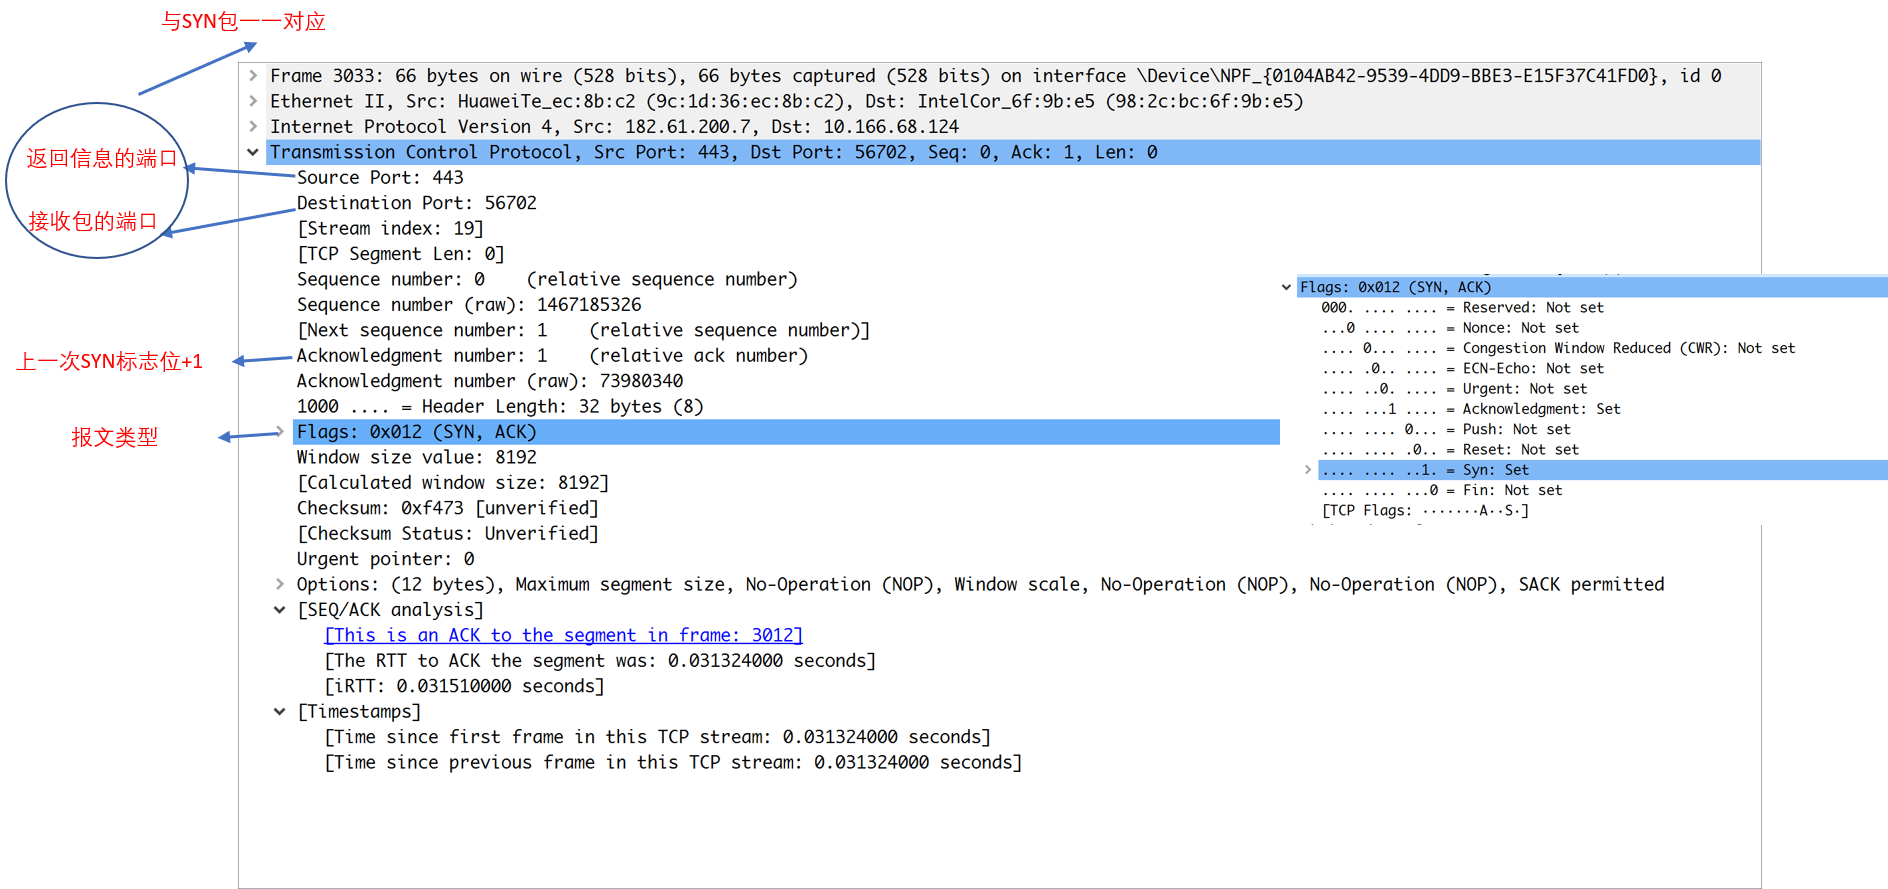 与SYN包一一对应
返回信息的端口
接收包的端口
上一次SYN标志位+1
报文类型
Frame 3033: 66 bytes on wire (528 bits), 66 bytes captured (528 bits) on interface \Device\NPF_{0104AB42-9539-4DD9-BBE3-E15F37C41FD0}, id 0
Ethernet II, Src: HuaweiTe_ec:8b:c2 (9c:1d:36:ec:8b:c2), Dst: IntelCor_6f:9b:e5 (98:2c:bc:6f:9b:e5)
Internet Protocol Version 4, Src: 182.61.200.7, Dst: 10.166.68.124
Transmission Control Protocol, Src Port: 443, Dst Port: 56702, Seq: 0, Ack: 1, Len: 0
Source Port: 443
Destination Port: 56702
[Stream index: 19]
[TCP Segment Len: 0]
Sequence number: 0    (relative sequence number)
Sequence number (raw): 1467185326
[Next sequence number: 1    (relative sequence number)]
Acknowledgment number: 1    (relative ack number)
Acknowledgment number (raw): 73980340
1000 .... = Header Length: 32 bytes (8)
Flags: 0x012 (SYN, ACK)
Window size value: 8192
[Calculated window size: 8192]
Checksum: 0xf473 [unverified]
[Checksum Status: Unverified]
Urgent pointer: 0
Options: (12 bytes), Maximum segment size, No-Operation (NOP), Window scale, No-Operation (NOP), No-Operation (NOP), SACK permitted
[SEQ/ACK analysis]
[This is an ACK to the segment in frame: 3012]
[The RTT to ACK the segment was: 0.031324000 seconds]
[iRTT: 0.031510000 seconds]
[Timestamps]
[Time since first frame in this TCP stream: 0.031324000 seconds]
[Time since previous frame in this TCP stream: 0.031324000 seconds]
Flags: 0x012 (SYN, ACK)
000. .... .... = Reserved: Not set
...0 .... .... = Nonce: Not set
.... 0... .... = Congestion Window Reduced (CWR): Not set
.... .0.. .... = ECN-Echo: Not set
.... ..0. .... = Urgent: Not set
.... ...1 .... = Acknowledgment: Set
.... .... 0... = Push: Not set
.... .... .0.. = Reset: Not set
.... .... ..1. = Syn: Set
.... .... ...0 = Fin: Not set
[TCP Flags: ·······A··S·]